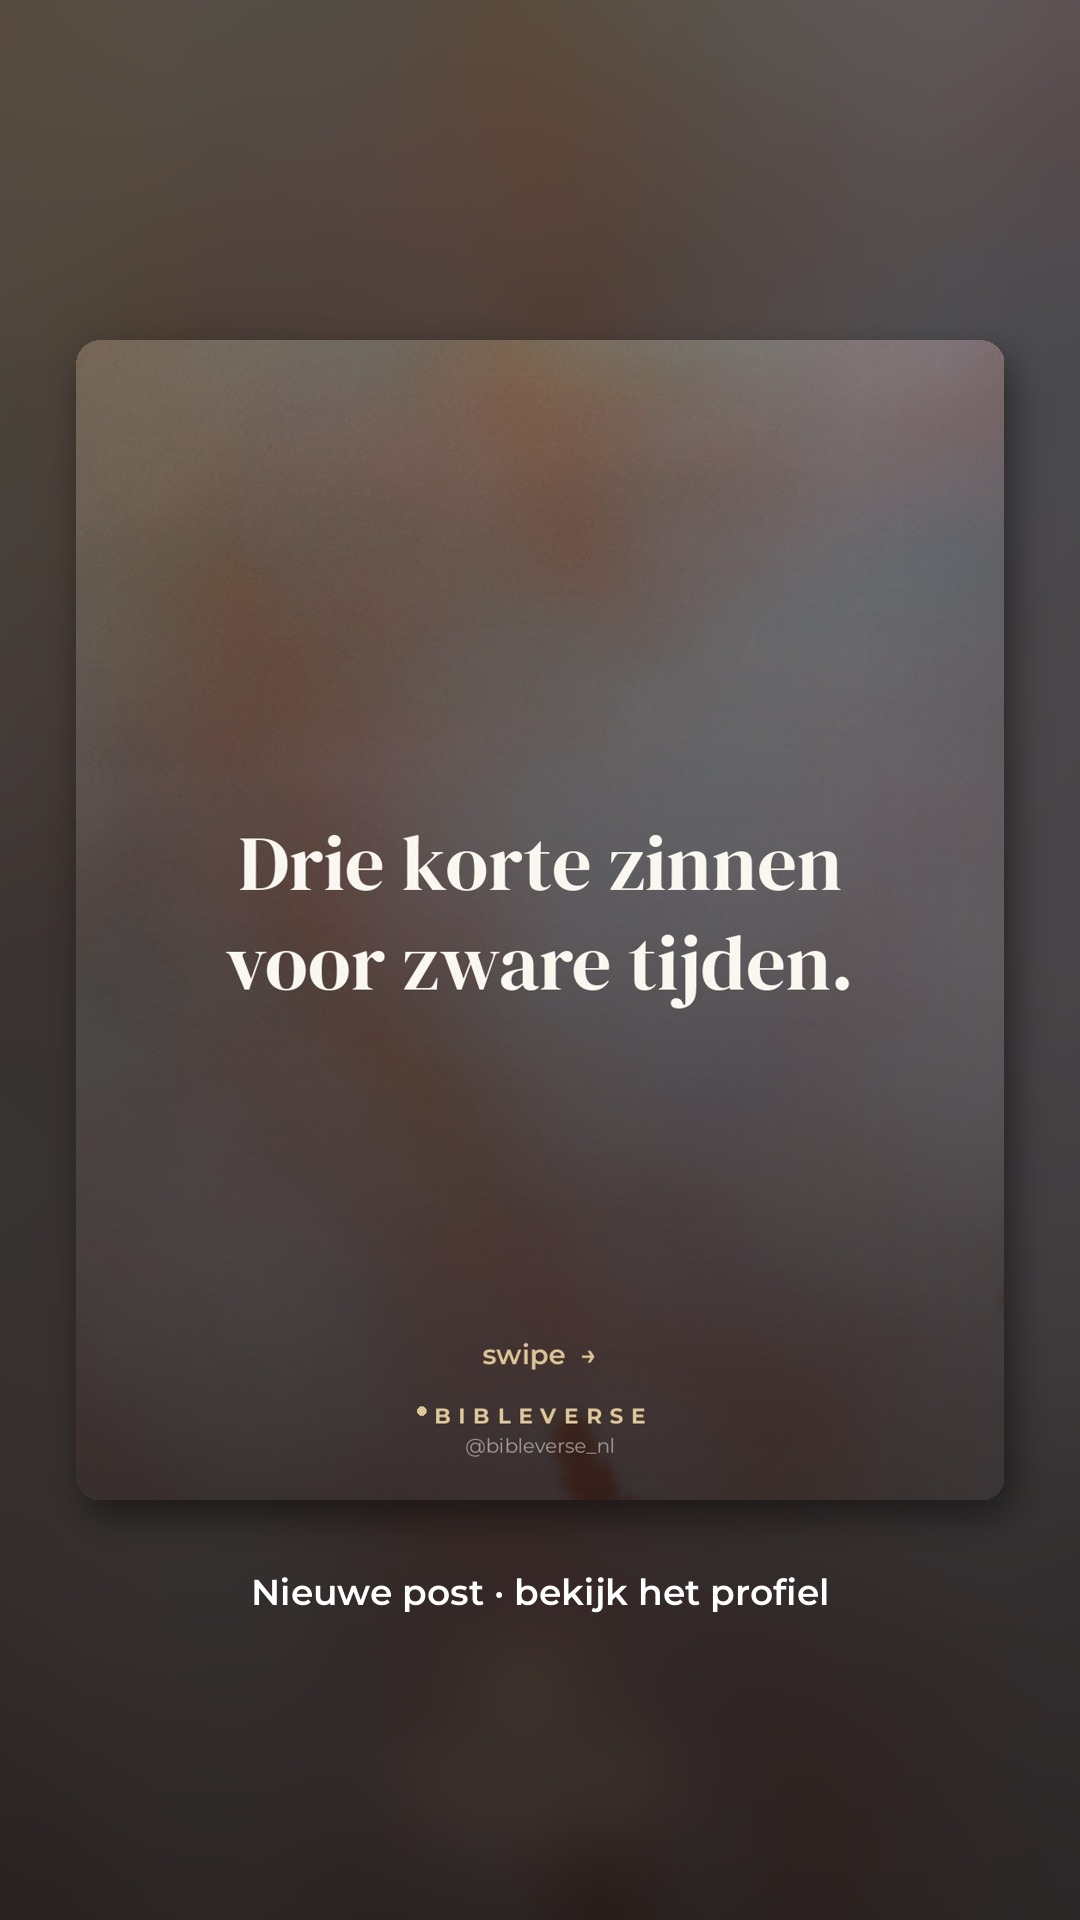 Drie korte zinnen
voor zware tijden.
swipe →
BIBLEVERSE
@bibleverse_nl
Nieuwe post · bekijk het profiel